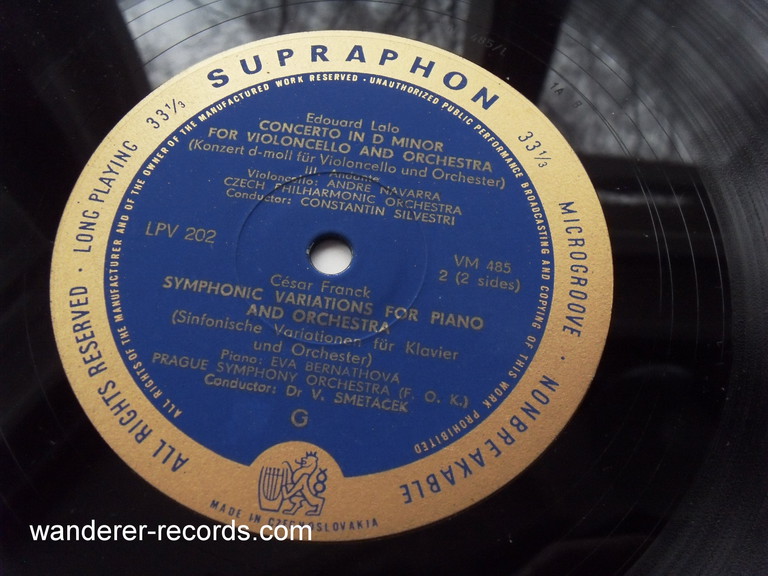 SUPRAPHON
33 1/3
33 1/3
ALL RIGHTS RESERVED · LONG PLAYING
MICROGROOVE · NONBREAKABLE
ALL RIGHTS OF THE MANUFACTURER AND OF THE OWNER OF THE MANUFACTURED WORK RESERVED · UNAUTHORIZED PUBLIC PERFORMANCE BROADCASTING AND COPYING OF THIS WORK PROHIBITED
Edouard Lalo
CONCERTO IN D MINOR
FOR VIOLONCELLO AND ORCHESTRA
(Konzert d-moll für Violoncello und Orchester)
III. Andante
Violoncello: ANDRÉ NAVARRA
CZECH PHILHARMONIC ORCHESTRA
Conductor: CONSTANTIN SILVESTRI
LPV 202
VM 485
2 (2 sides)
César Franck
SYMPHONIC VARIATIONS FOR PIANO
AND ORCHESTRA
(Sinfonische Variationen für Klavier
und Orchester)
Piano: EVA BERNATHOVA
PRAGUE SYMPHONY ORCHESTRA (F. O. K.)
Conductor: Dr V. SMETACEK
G
MADE IN CZECHOSLOVAKIA
wanderer-records.com